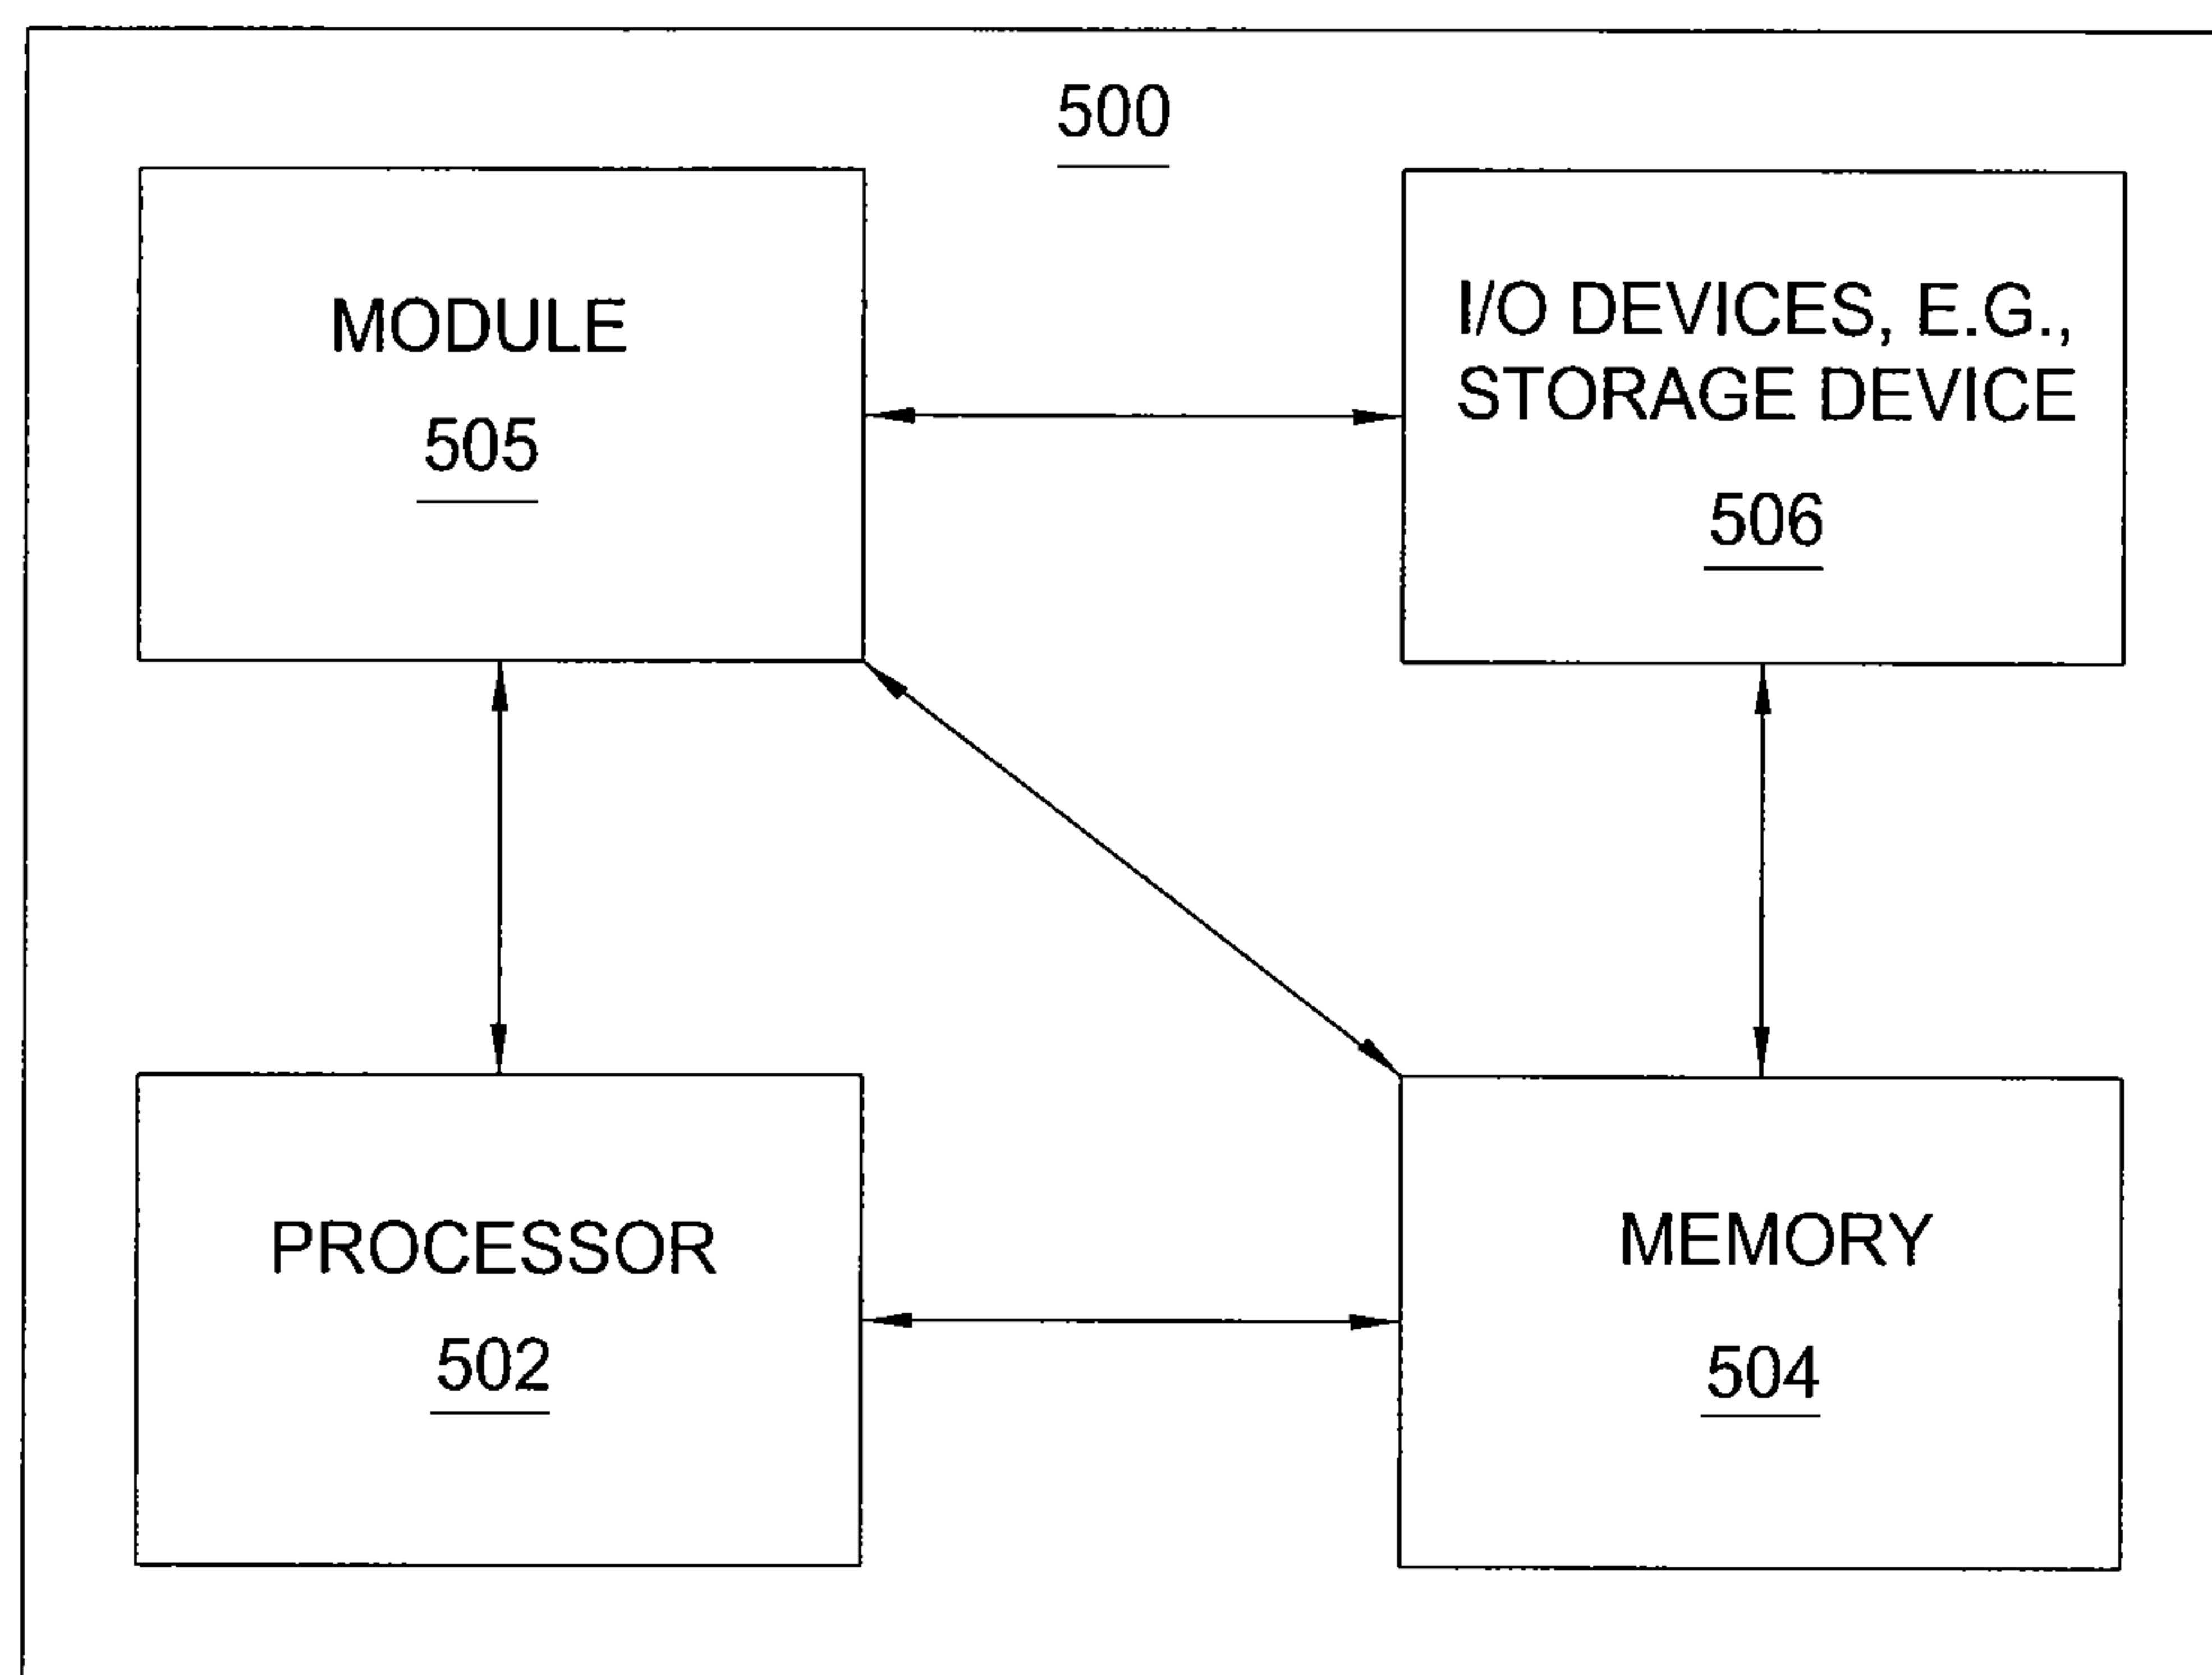 500
MODULE
505
I/O DEVICES, E.G.,
STORAGE DEVICE
506
PROCESSOR
502
MEMORY
504